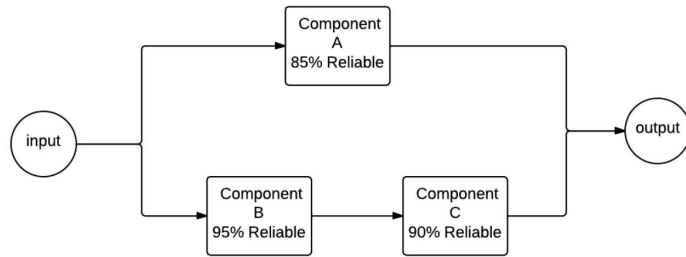 Component
A
85% Reliable
input
output
Component
B
95% Reliable
Component
C
90% Reliable